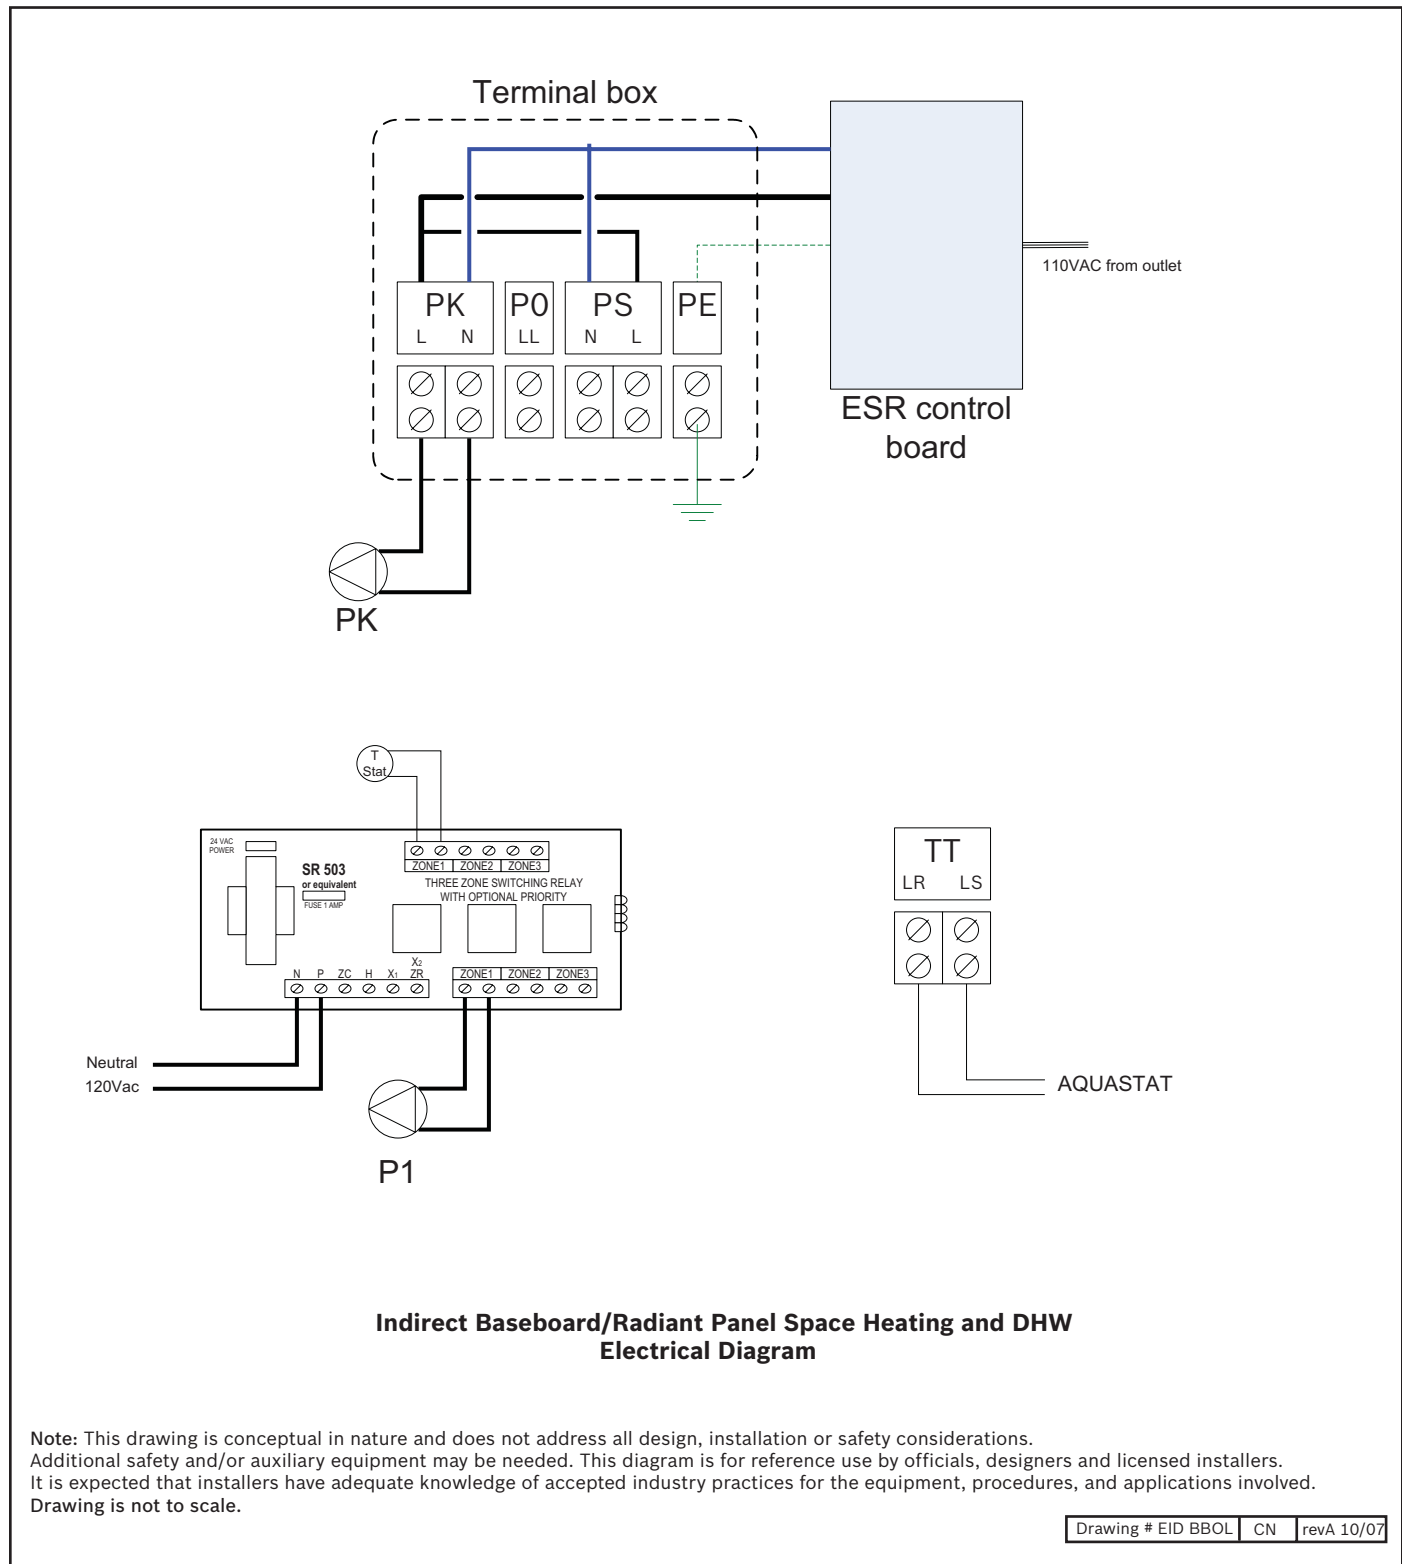 Terminal box
110VAC from outlet
PK
P0
PS
PE
L
N
LL
N
L
ESR control
board
PK
T
Stat
24 VAC
POWER
SR 503
or equivalent
FUSE 1 AMP
ZONE1
ZONE2
ZONE3
THREE ZONE SWITCHING RELAY
WITH OPTIONAL PRIORITY
X2
N
P
ZC
H
X1
ZR
ZONE1
ZONE2
ZONE3
TT
LR
LS
Neutral
120Vac
AQUASTAT
P1
Indirect Baseboard/Radiant Panel Space Heating and DHW
Electrical Diagram
Note: This drawing is conceptual in nature and does not address all design, installation or safety considerations.
Additional safety and/or auxiliary equipment may be needed. This diagram is for reference use by officials, designers and licensed installers.
It is expected that installers have adequate knowledge of accepted industry practices for the equipment, procedures, and applications involved.
Drawing is not to scale.
Drawing # EID BBOL
CN
revA 10/07